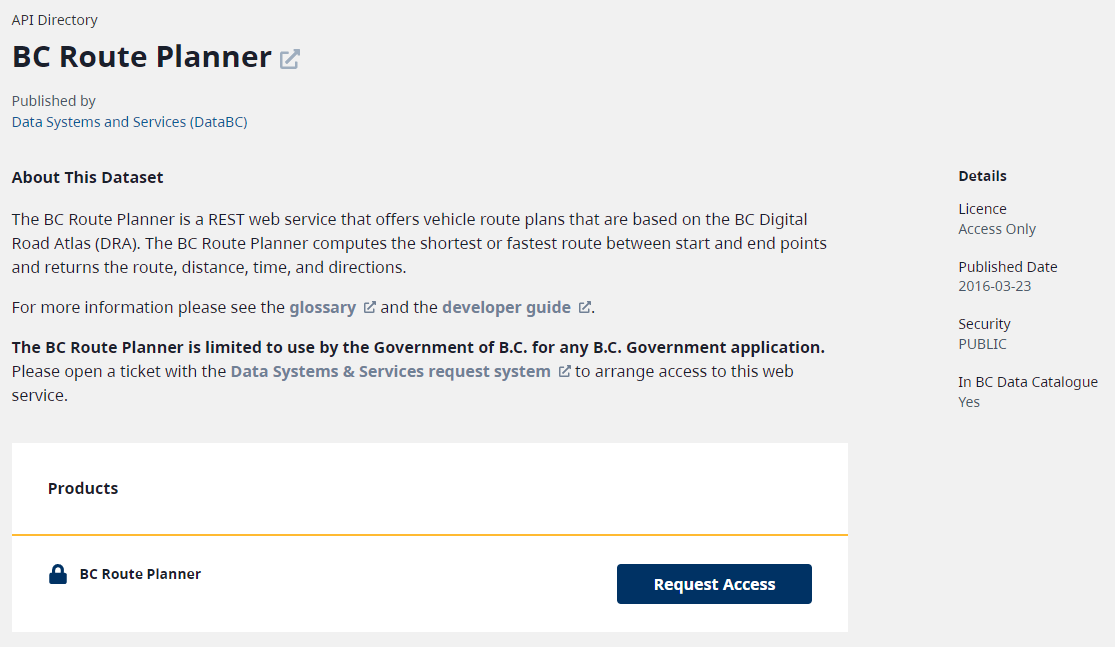 API Directory
BC Route Planner
Published by
Data Systems and Services (DataBC)
About This Dataset
The BC Route Planner is a REST web service that offers vehicle route plans that are based on the BC Digital
Road Atlas (DRA). The BC Route Planner computes the shortest or fastest route between start and end points
and returns the route, distance, time, and directions.
For more information please see the glossary and the developer guide .
The BC Route Planner is limited to use by the Government of B.C. for any B.C. Government application.
Please open a ticket with the Data Systems & Services request system to arrange access to this web
service.
Details
Licence
Access Only
Published Date
2016-03-23
Security
PUBLIC
In BC Data Catalogue
Yes
Products
BC Route Planner
Request Access